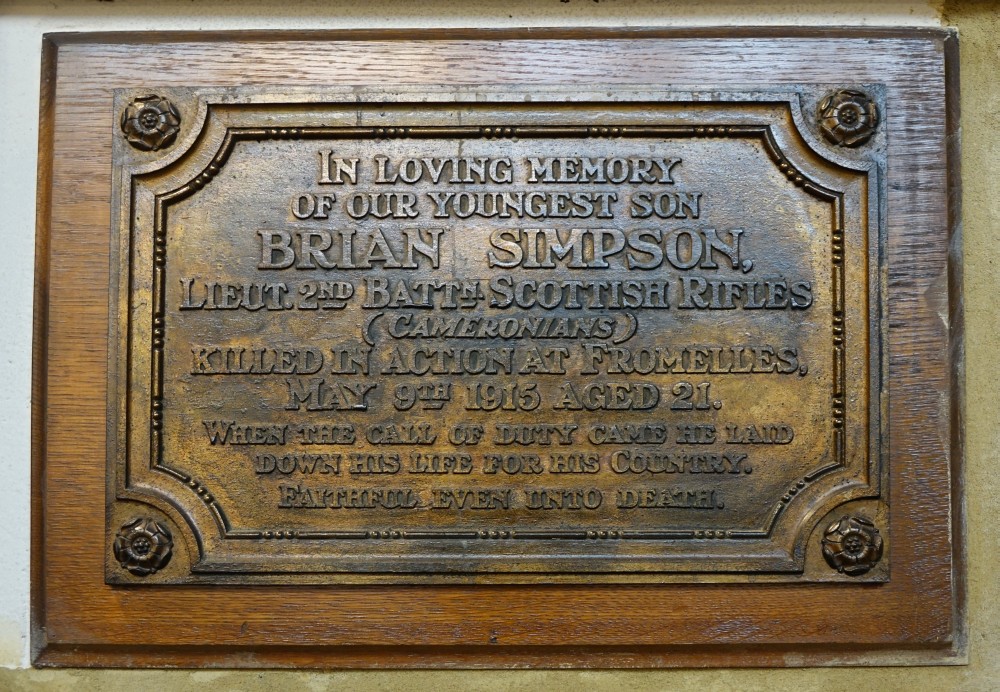 In loving memory
of our youngest son
BRIAN SIMPSON,
Lieut. 2nd Battn. Scottish Rifles
(Cameronians)
killed in action at Fromelles,
May 9th 1915 aged 21.
When the call of duty came he laid
down his life for his Country.
Faithful even unto death.